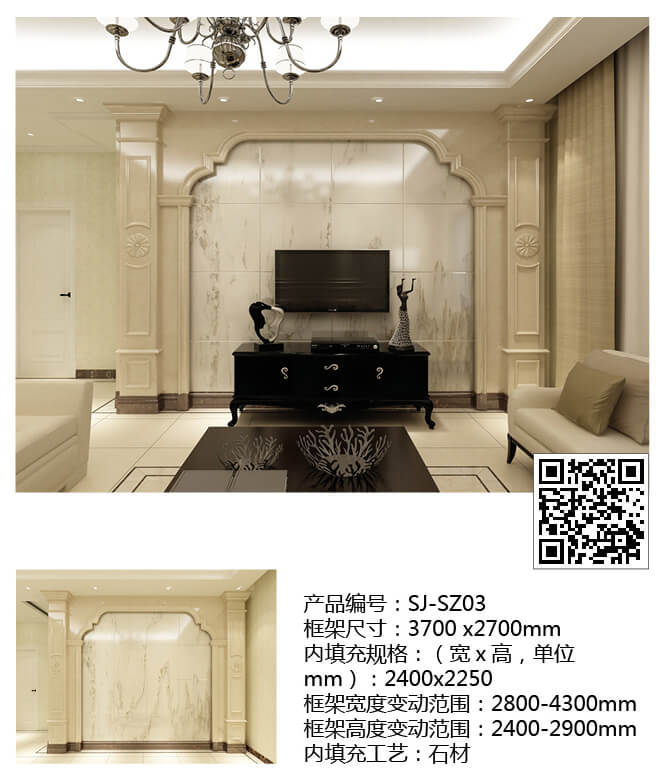 产品编号：SJ-SZ03
框架尺寸：3700 x2700mm
内填充规格：（宽 x 高，单位
mm）：2400x2250
框架宽度变动范围：2800-4300mm
框架高度变动范围：2400-2900mm
内填充工艺：石材